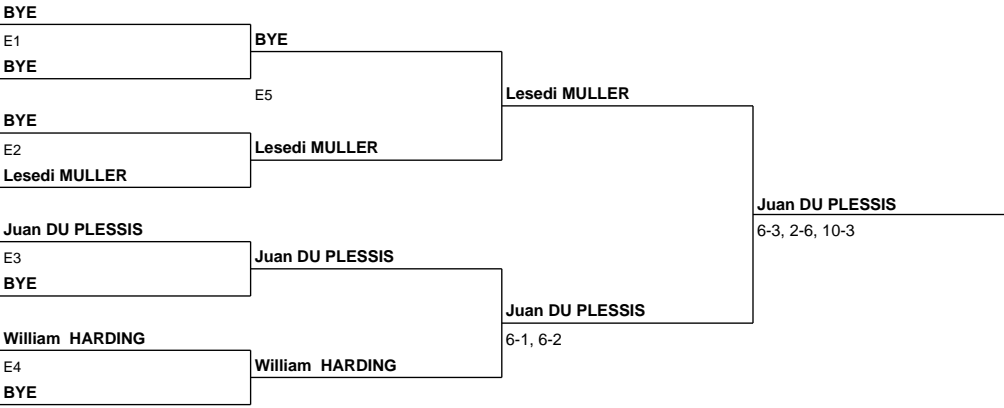 BYE
E1
BYE
BYE
E2
Lesedi MULLER
Juan DU PLESSIS
E3
BYE
William HARDING
E4
BYE
BYE
E5
Lesedi MULLER
Juan DU PLESSIS
William HARDING
Lesedi MULLER
Juan DU PLESSIS
6-1, 6-2
Juan DU PLESSIS
6-3, 2-6, 10-3